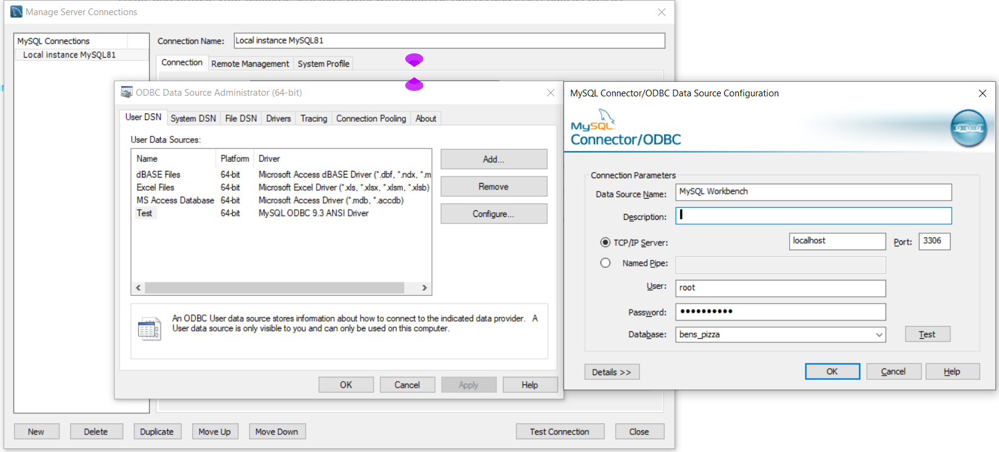 Manage Server Connections
MySQL Connections
Local instance MySQL81
Connection Name:
Local instance MySQL81
Connection
Remote Management
System Profile
ODBC Data Source Administrator (64-bit)
User DSN
System DSN
File DSN
Drivers
Tracing
Connection Pooling
About
User Data Sources:
Name Platform Driver
dBASE Files 64-bit Microsoft Access dBASE Driver (*.dbf, *.ndx, *.m
Excel Files 64-bit Microsoft Excel Driver (*.xls, *.xlsx, *.xlsm, *.xlsb)
MS Access Database 64-bit Microsoft Access Driver (*.mdb, *.accdb)
Test 64-bit MySQL ODBC 9.3 ANSI Driver
Add...
Remove
Configure...
An ODBC User data source stores information about how to connect to the indicated data provider. A
User data source is only visible to you and can only be used on this computer.
OK
Cancel
Apply
Help
MySQL Connector/ODBC Data Source Configuration
MySQL
Connector/ODBC
Connection Parameters
Data Source Name: MySQL Workbench
Description:
TCP/IP Server: localhost Port: 3306
Named Pipe:
User: root
Password: ••••••••••
Database: bens_pizza
Test
Details >>
OK
Cancel
Help
New
Delete
Duplicate
Move Up
Move Down
Test Connection
Close